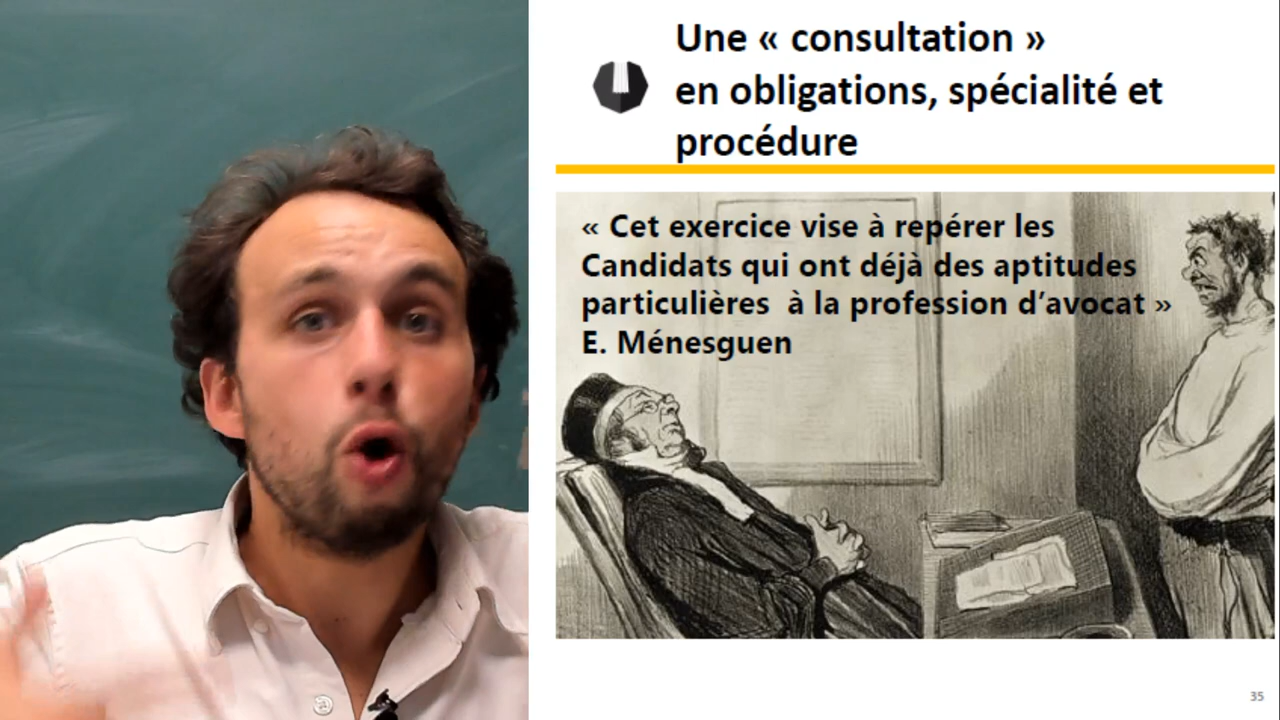 Une « consultation »
en obligations, spécialité et
procédure
« Cet exercice vise à repérer les
Candidats qui ont déjà des aptitudes
particulières à la profession d’avocat »
E. Ménesguen
35